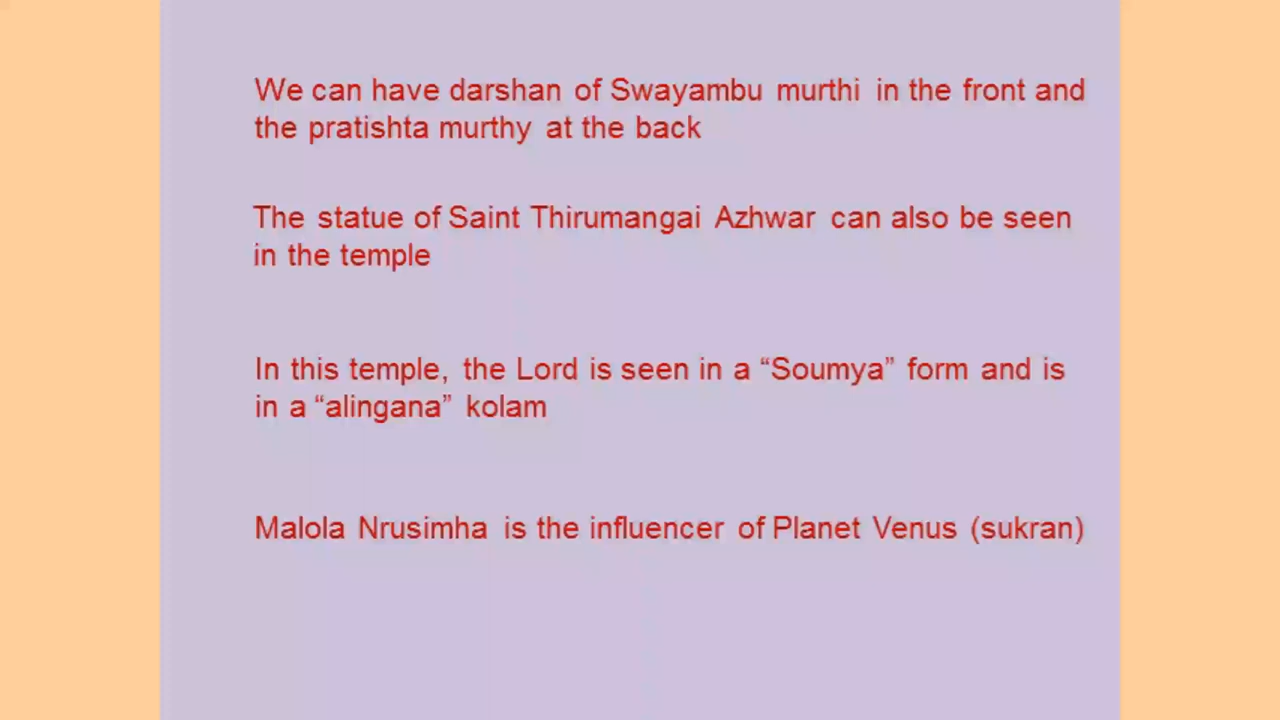 We can have darshan of Swayambu murthi in the front and
the pratishta murthy at the back
The statue of Saint Thirumangai Azhwar can also be seen
in the temple
In this temple, the Lord is seen in a “Soumya” form and is
in a “alingana” kolam
Malola Nrusimha is the influencer of Planet Venus (sukran)